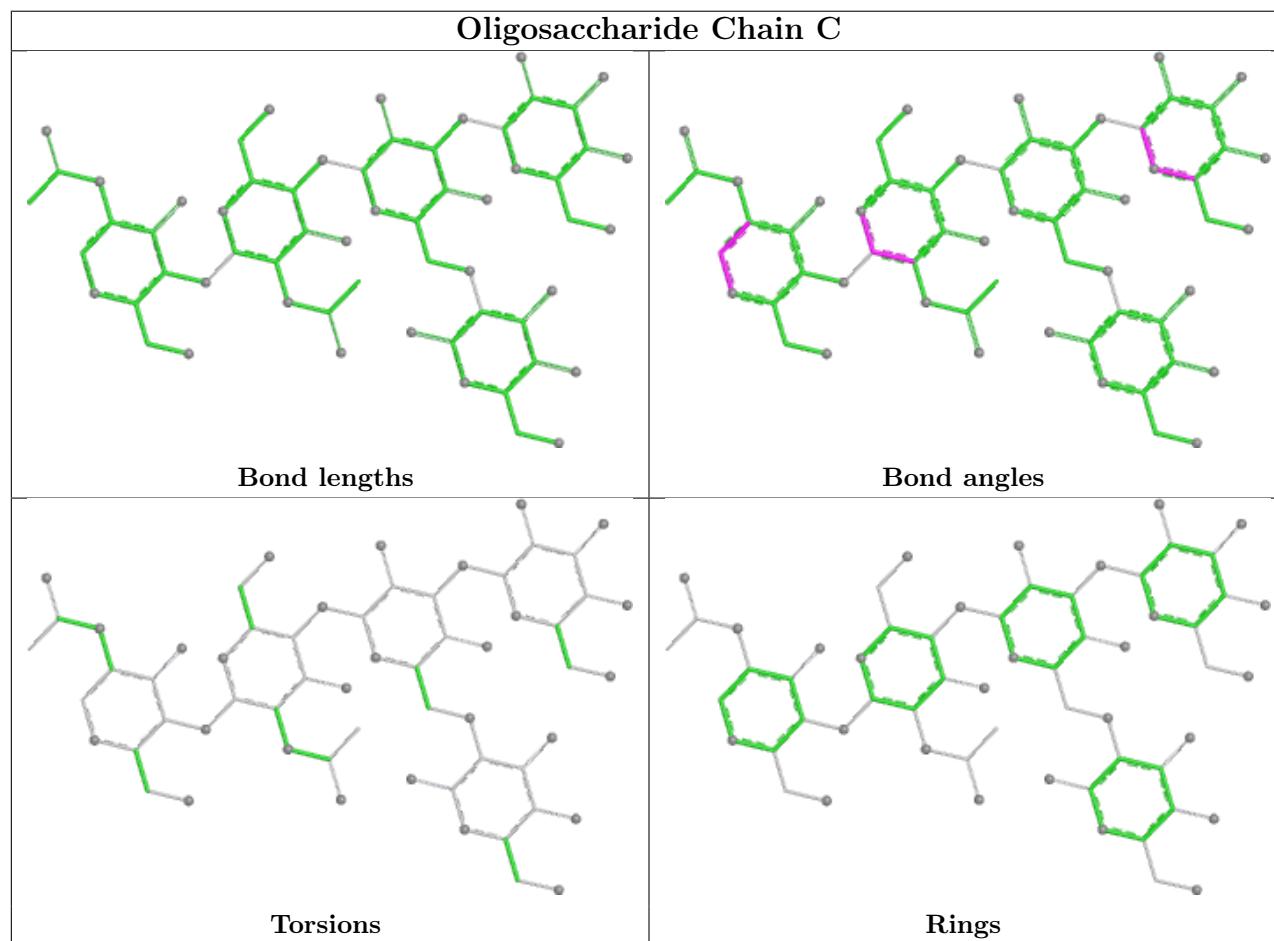 Oligosaccharide Chain C
Bond lengths
Bond angles
Torsions
Rings